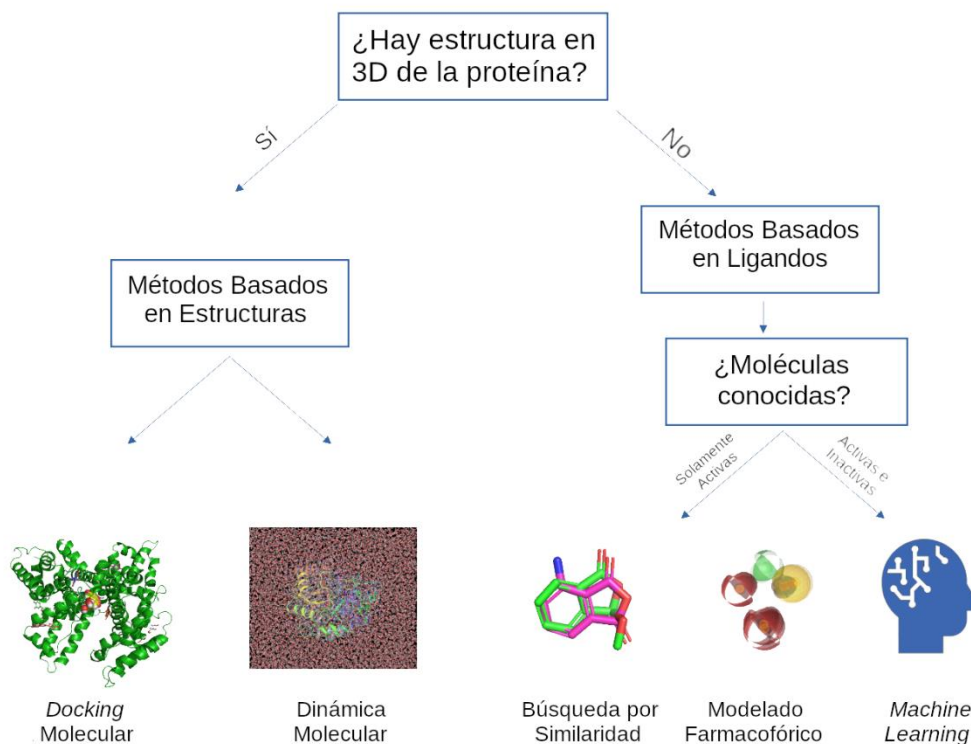 ¿Hay estructura en
3D de la proteína?
Sí
No
Métodos Basados
en Estructuras
Métodos Basados
en Ligandos
¿Moléculas
conocidas?
Solamente
Activas
Activas e
Inactivas
Docking
Molecular
Dinámica
Molecular
Búsqueda por
Similaridad
Modelado
Farmacofórico
Machine
Learning